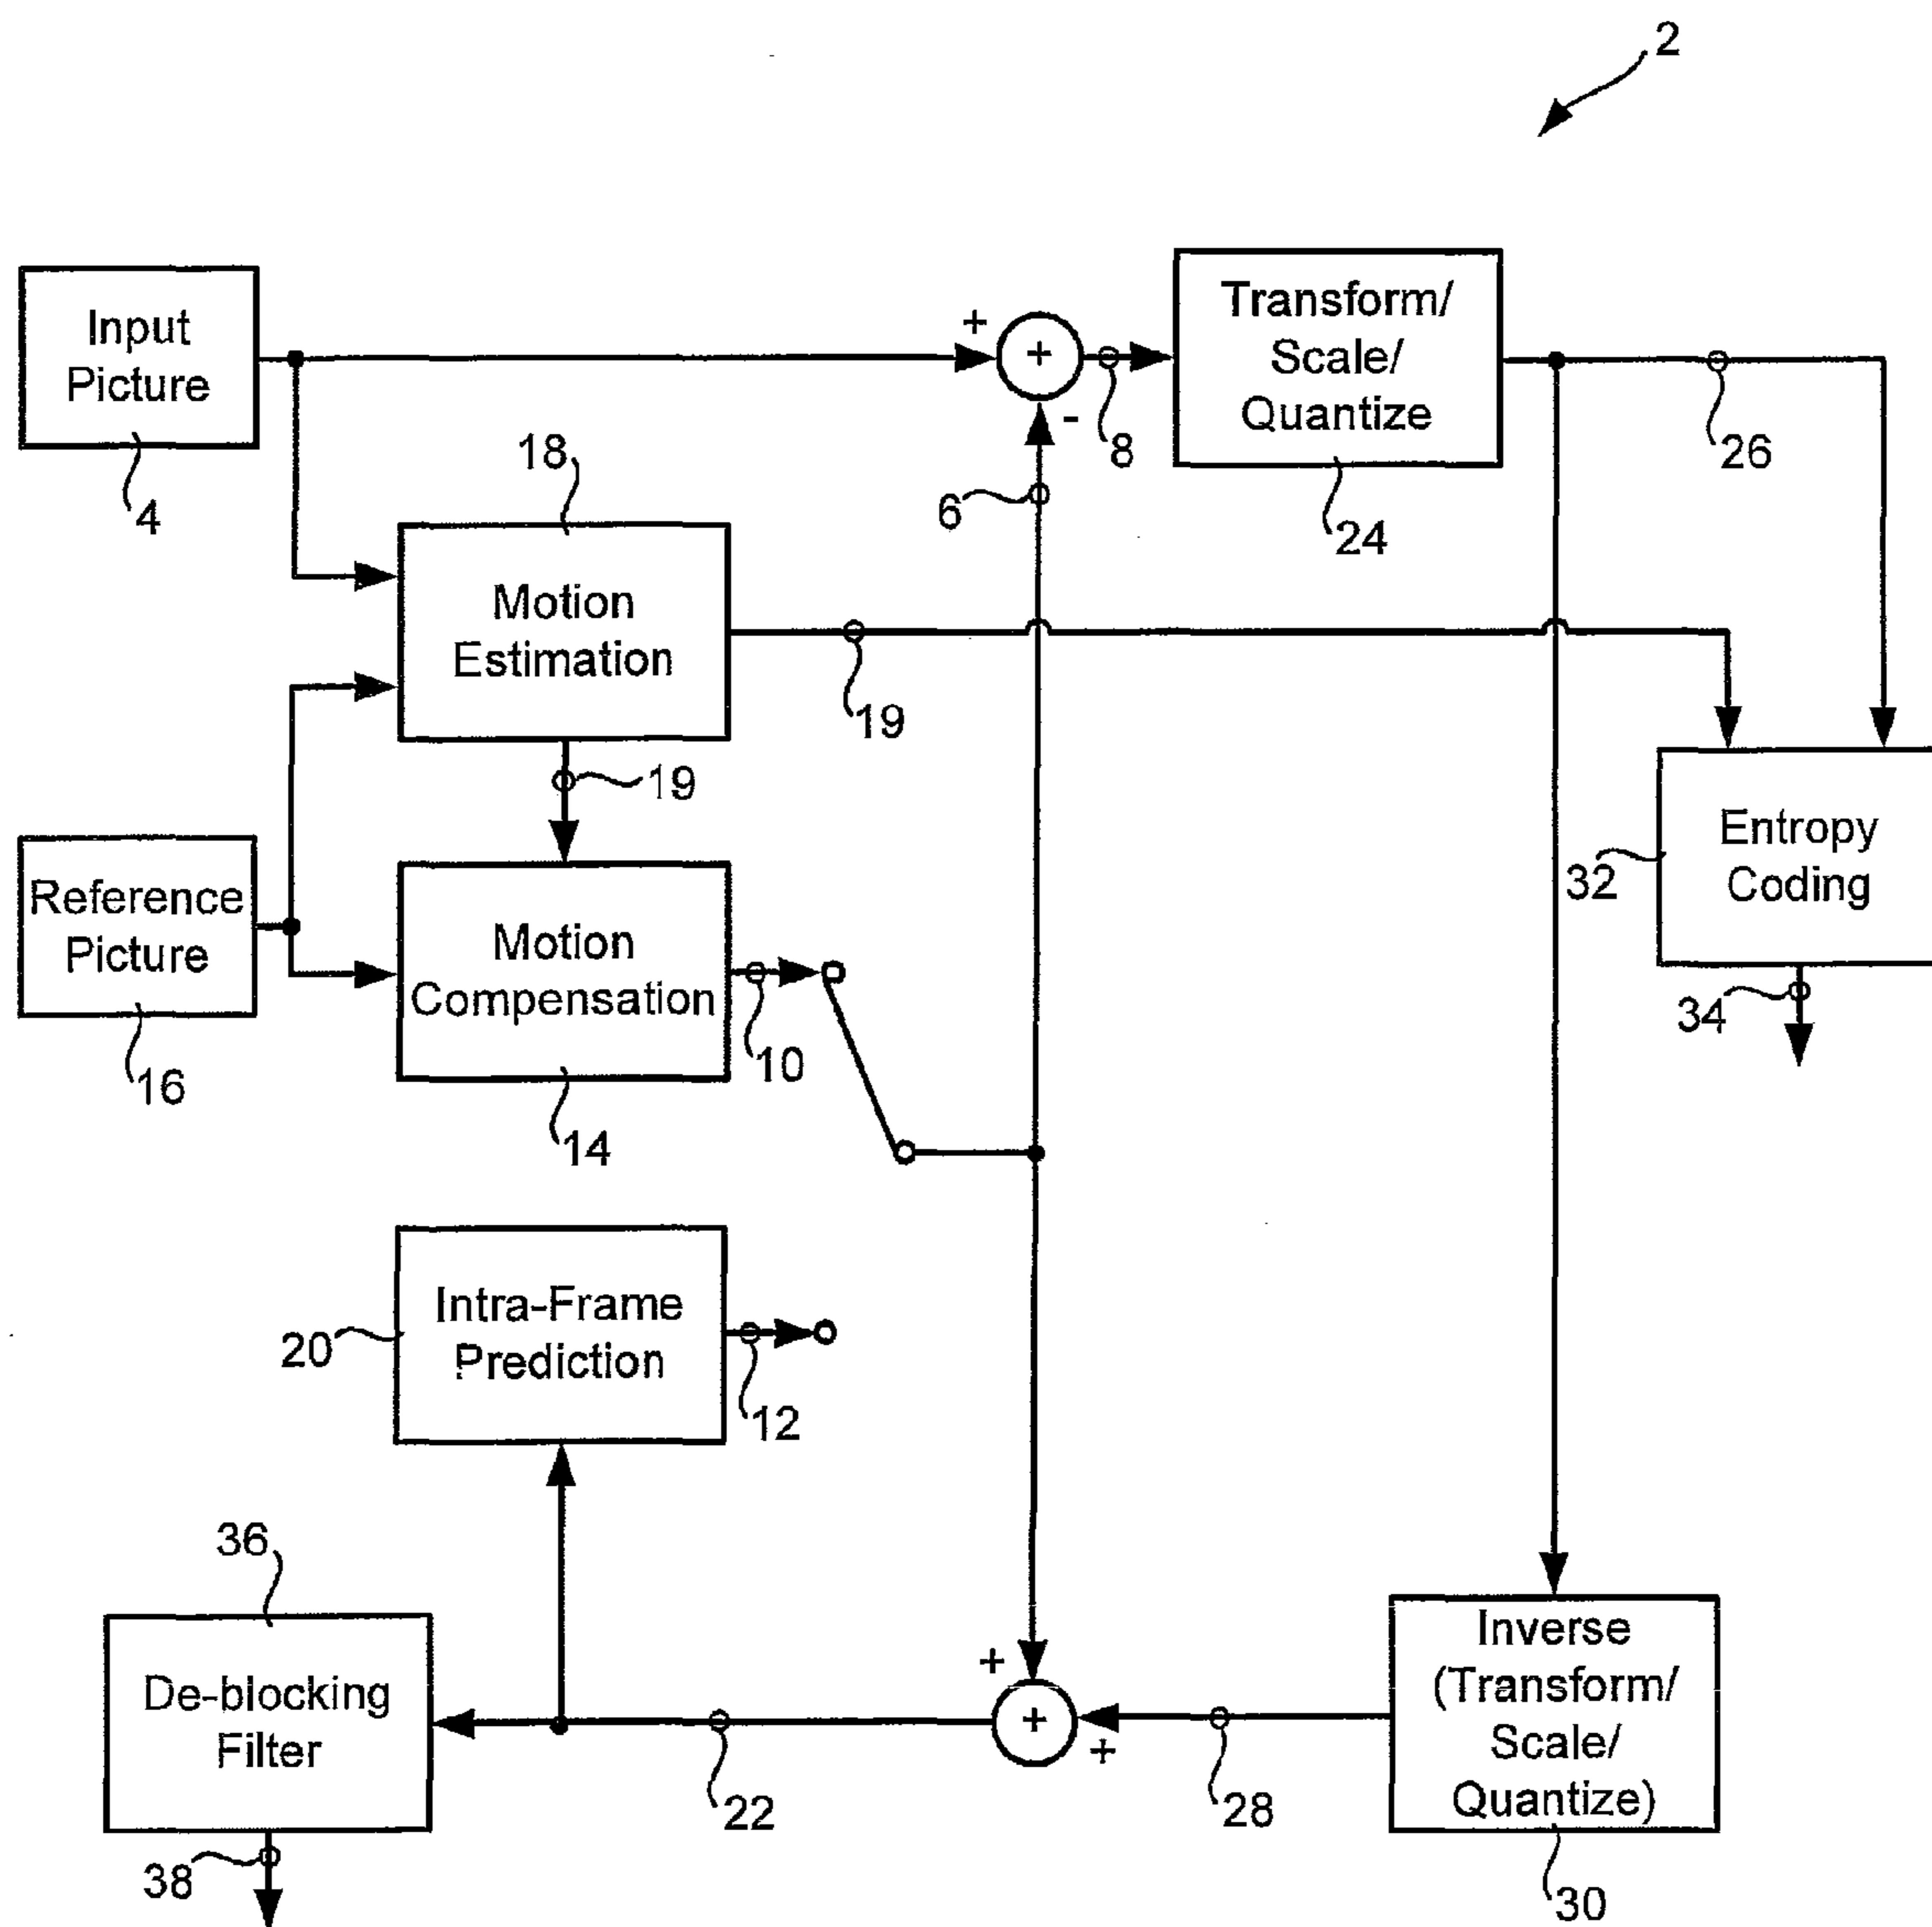 2
Input
Picture
4
+
+
-
8
6
Transform/
Scale/
Quantize
24
26
18
Motion
Estimation
19
19
Reference
Picture
16
Motion
Compensation
10
14
Entropy
Coding
32
34
Intra-Frame
Prediction
20
12
36
De-blocking
Filter
38
22
+
+
+
28
Inverse
(Transform/
Scale/
Quantize)
30